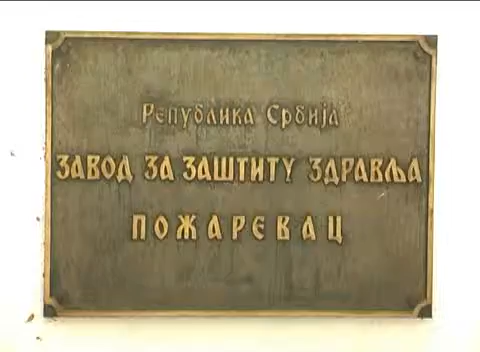 Република Србија
ЗАВОД ЗА ЗАШТИТУ ЗДРАВЉА
ПОЖАРЕВАЦ